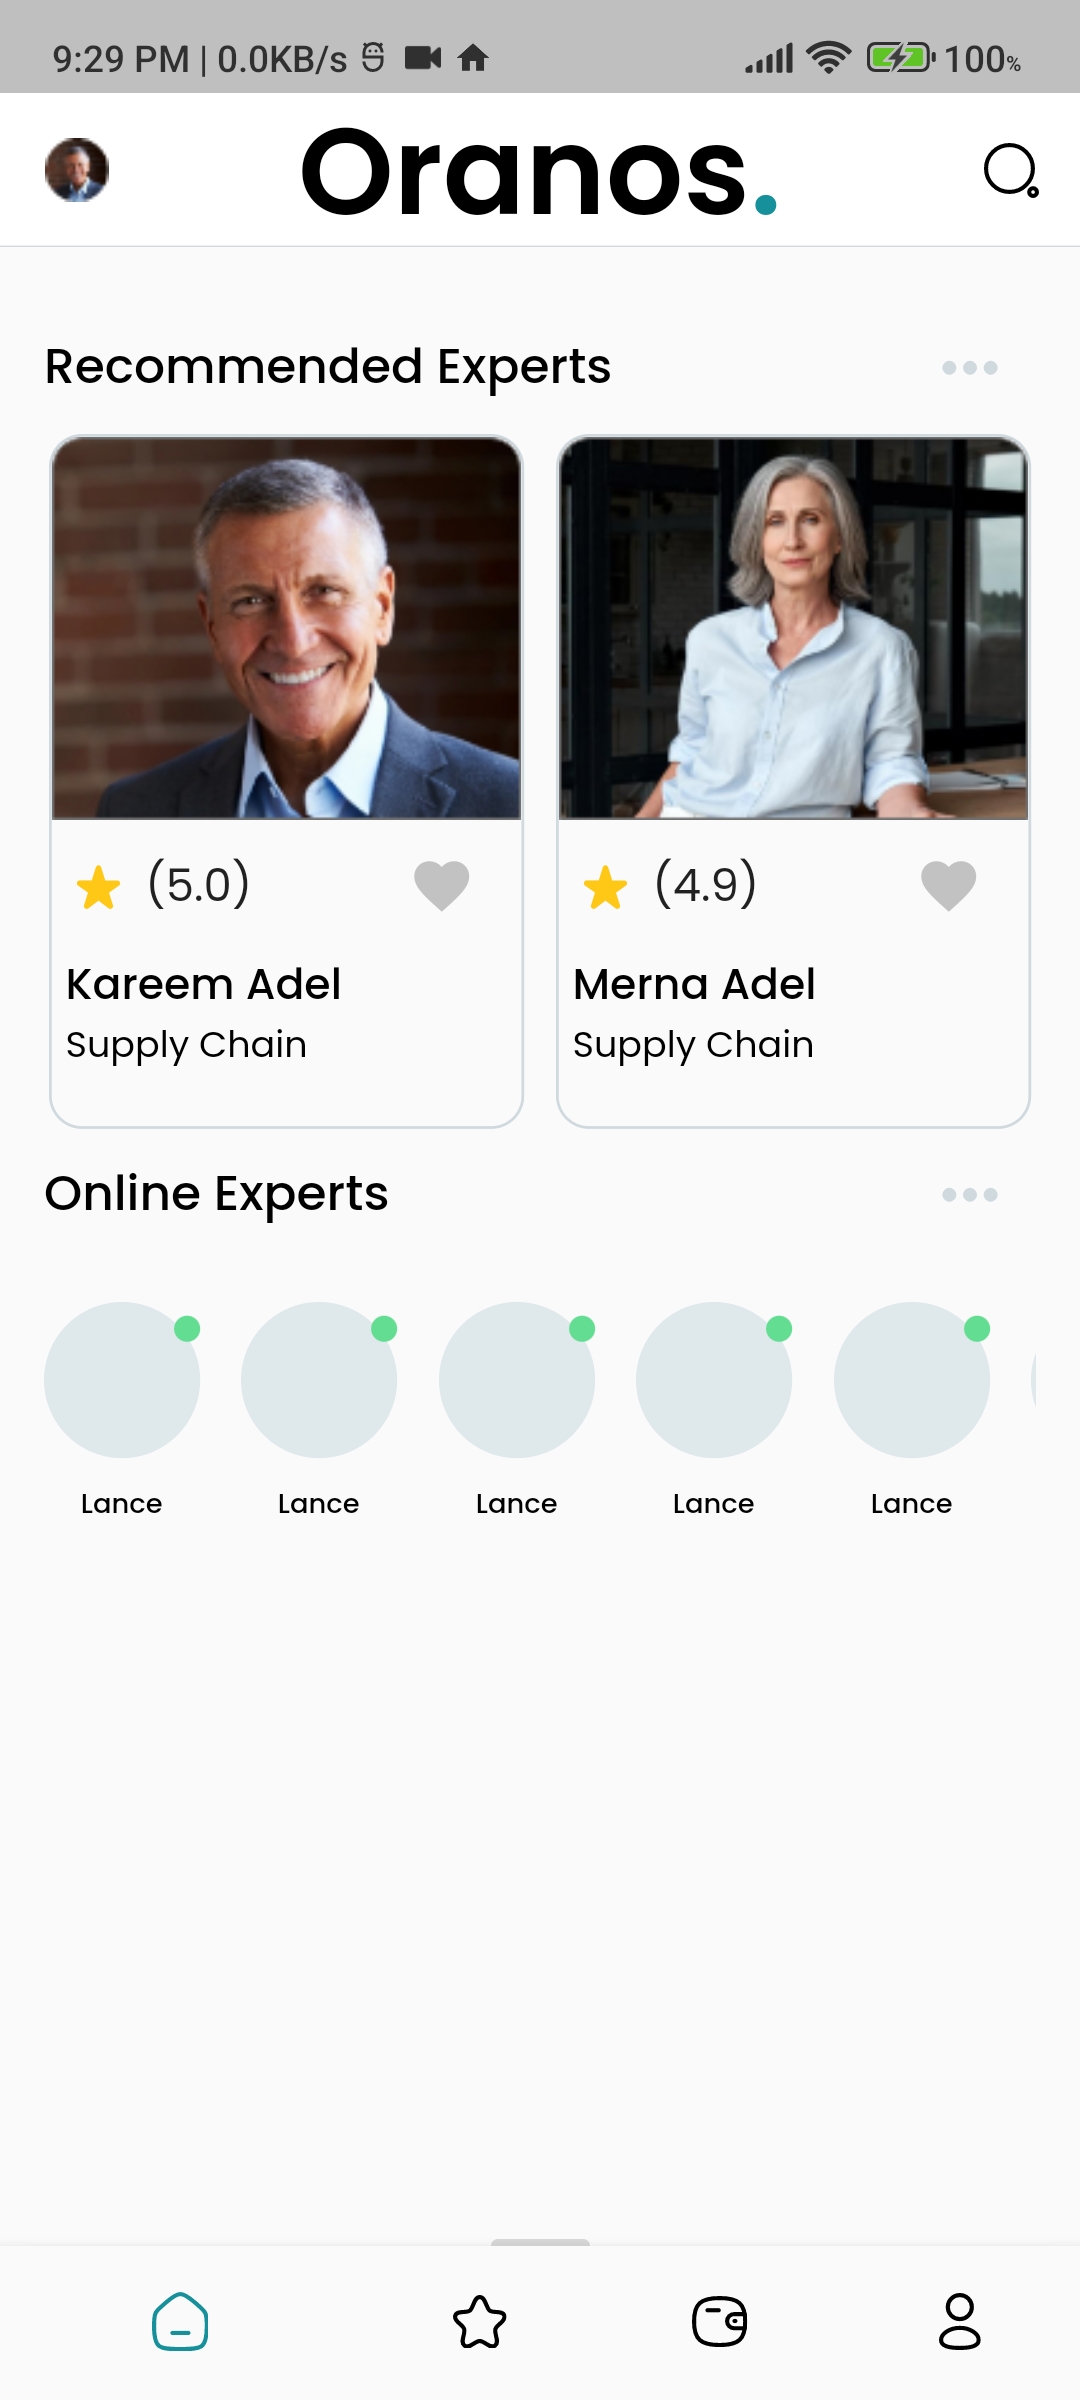 9:29 PM | 0.0KB/s 100%
Oranos.
Recommended Experts
(5.0) (4.9)
Kareem Adel Merna Adel
Supply Chain Supply Chain
Online Experts
Lance Lance Lance Lance Lance